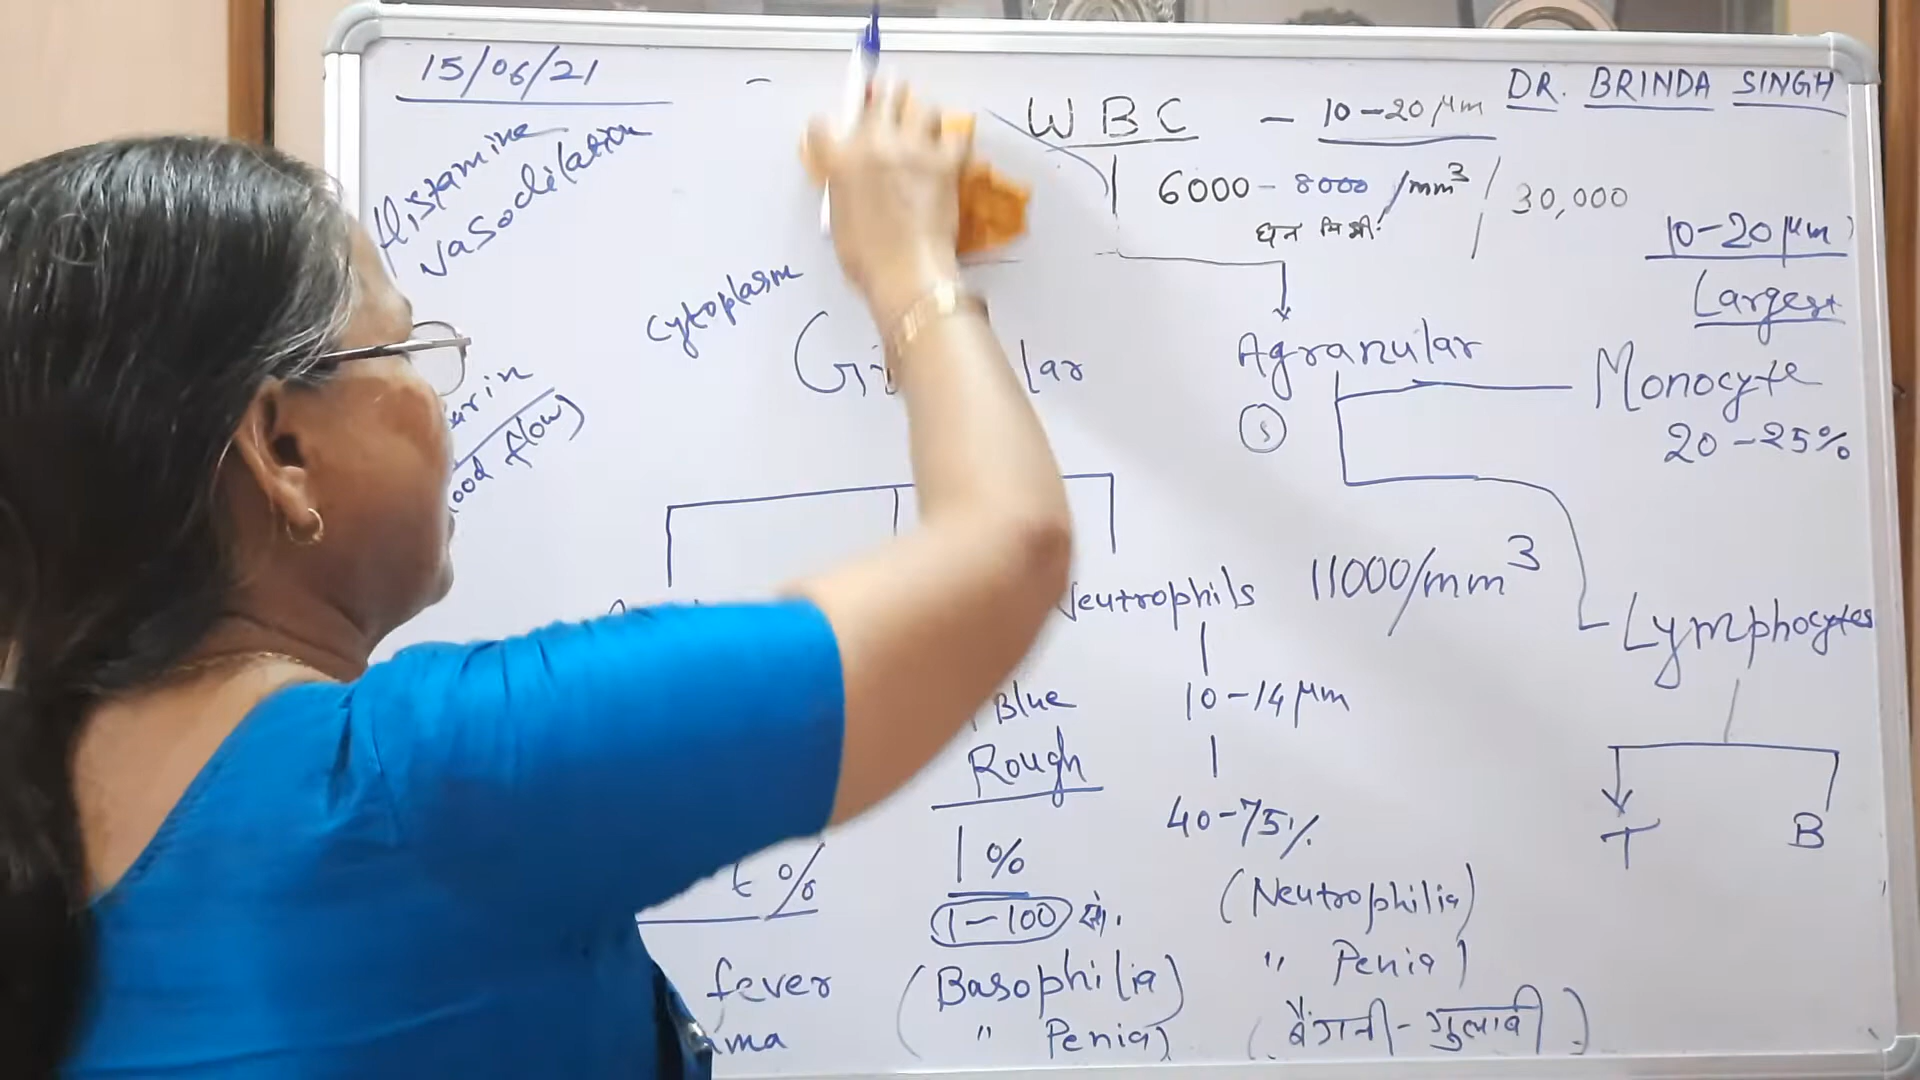 15/06/21
DR. BRINDA SINGH
WBC - 10-20 μm
Histamine
Vasodilation
6000-8000 /mm³ / 30,000
घन मि मी.
10-20 μm
Largest
Cytoplasm
Agranular
Monocyte
20-25%
Neutrophils
11000/mm³
Lymphocytes
T B
Blue
Rough
1%
1-100
10-14 μm
40-75%
(Neutrophilia)
" Penia)
(बैंगनी-गुलाबी)
fever
(Basophilia)
" Penia)